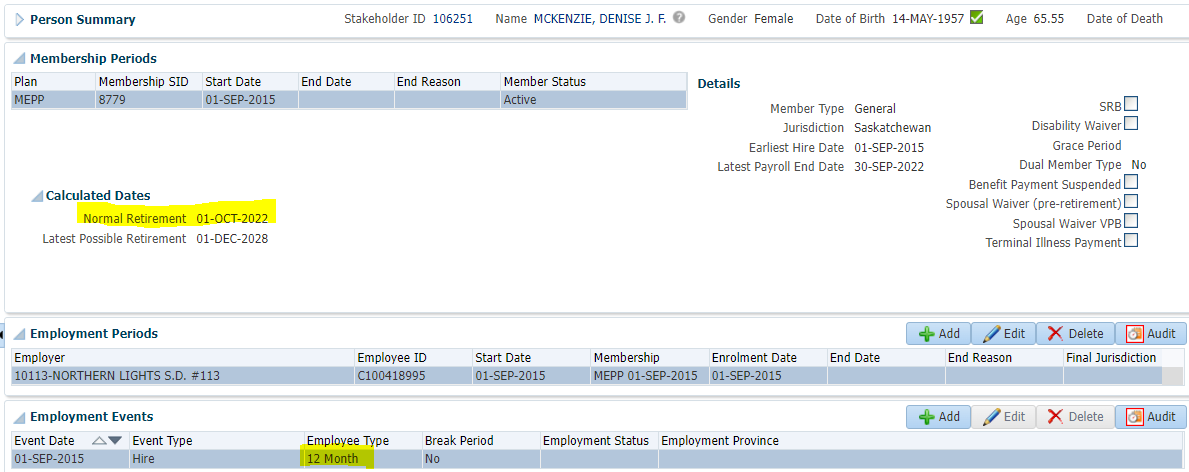 Person Summary Stakeholder ID 106251 Name MCKENZIE, DENISE J. F. Gender Female Date of Birth 14-MAY-1957 Age 65.55 Date of Death
Membership Periods
Plan Membership SID Start Date End Date End Reason Member Status
MEPP 8779 01-SEP-2015 Active
Details
Member Type General SRB
Jurisdiction Saskatchewan Disability Waiver
Earliest Hire Date 01-SEP-2015 Grace Period
Latest Payroll End Date 30-SEP-2022 Dual Member Type No
Benefit Payment Suspended
Spousal Waiver (pre-retirement)
Spousal Waiver VPB
Terminal Illness Payment
Calculated Dates
Normal Retirement 01-OCT-2022
Latest Possible Retirement 01-DEC-2028
Employment Periods Add Edit Delete Audit
Employer Employee ID Start Date Membership Enrolment Date End Date End Reason Final Jurisdiction
10113-NORTHERN LIGHTS S.D. #113 C100418995 01-SEP-2015 MEPP 01-SEP-2015 01-SEP-2015
Employment Events Add Edit Delete Audit
Event Date Event Type Employee Type Break Period Employment Status Employment Province
01-SEP-2015 Hire 12 Month No